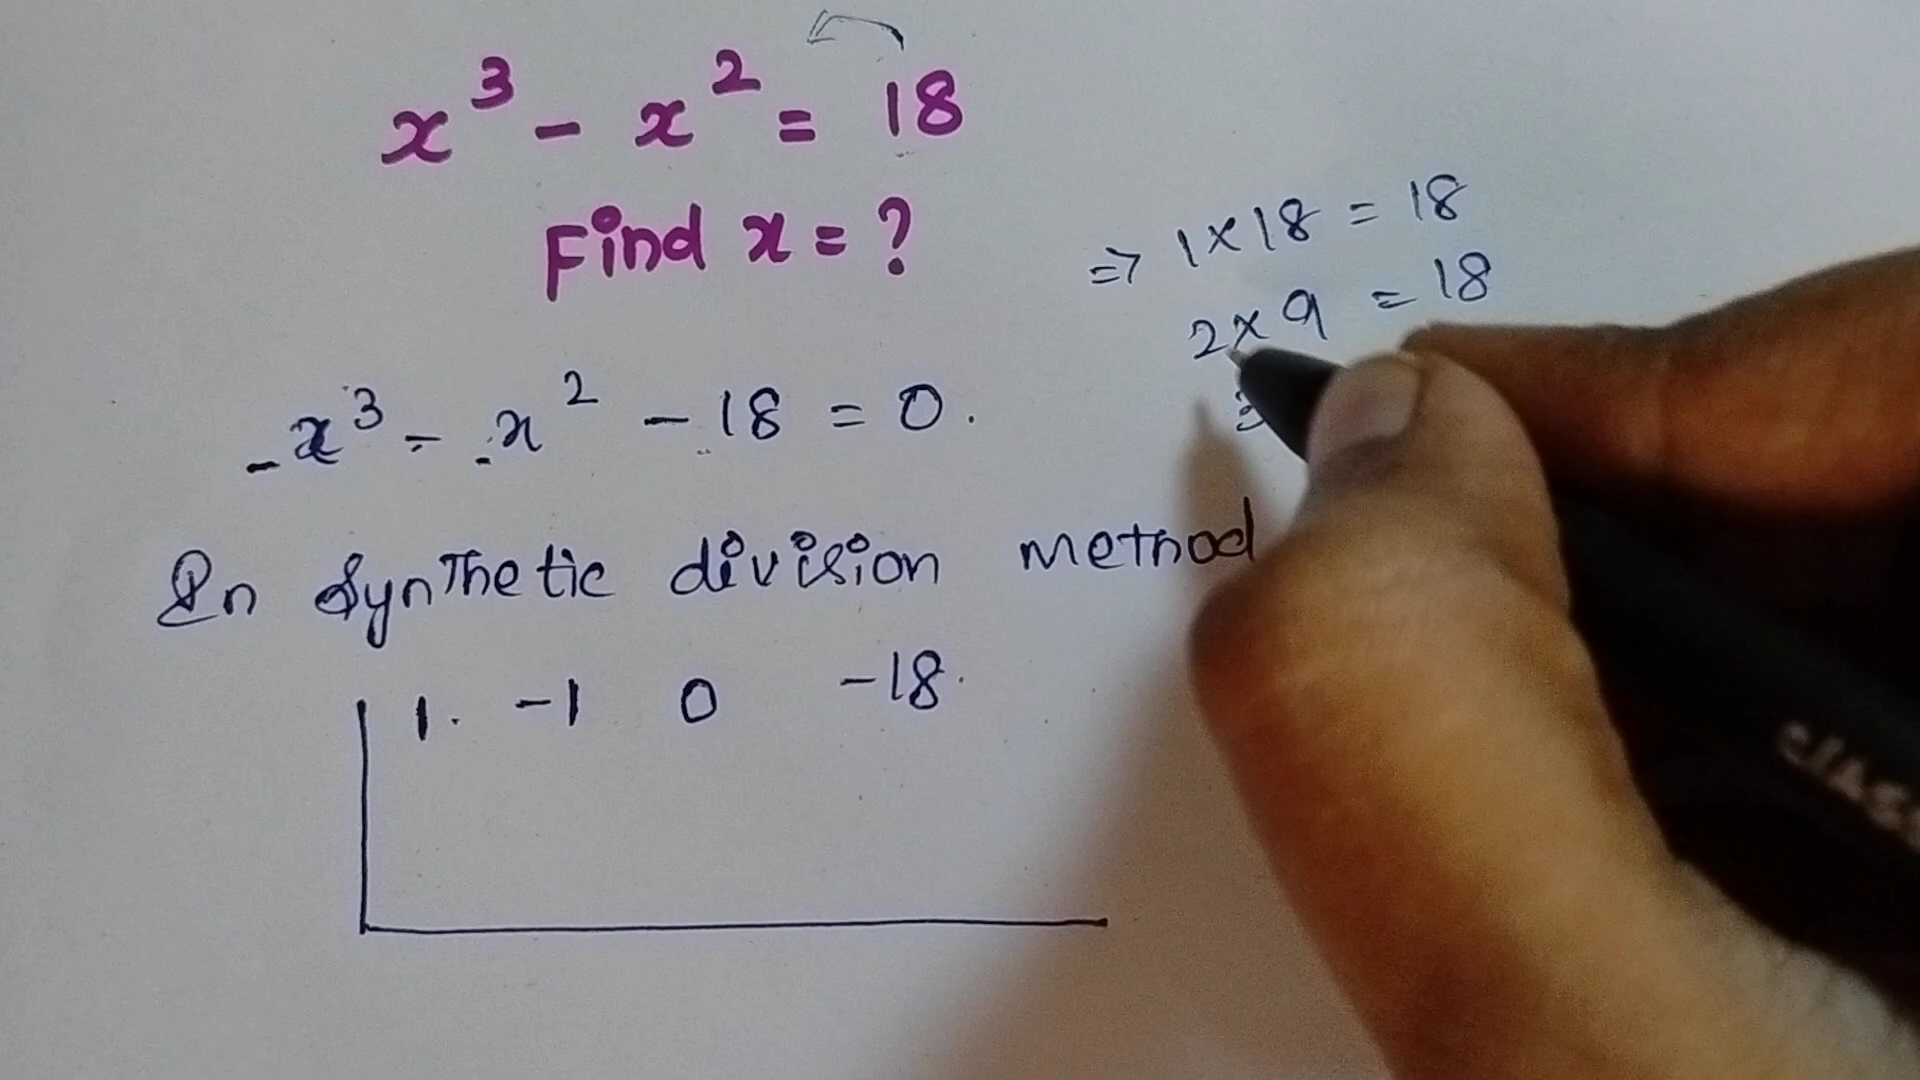 x³ - x² = 18
Find x = ?
⇒ 1 × 18 = 18
2 × 9 = 18
3
x³ - x² - 18 = 0.
In Synthetic division method
1. -1 0 -18.